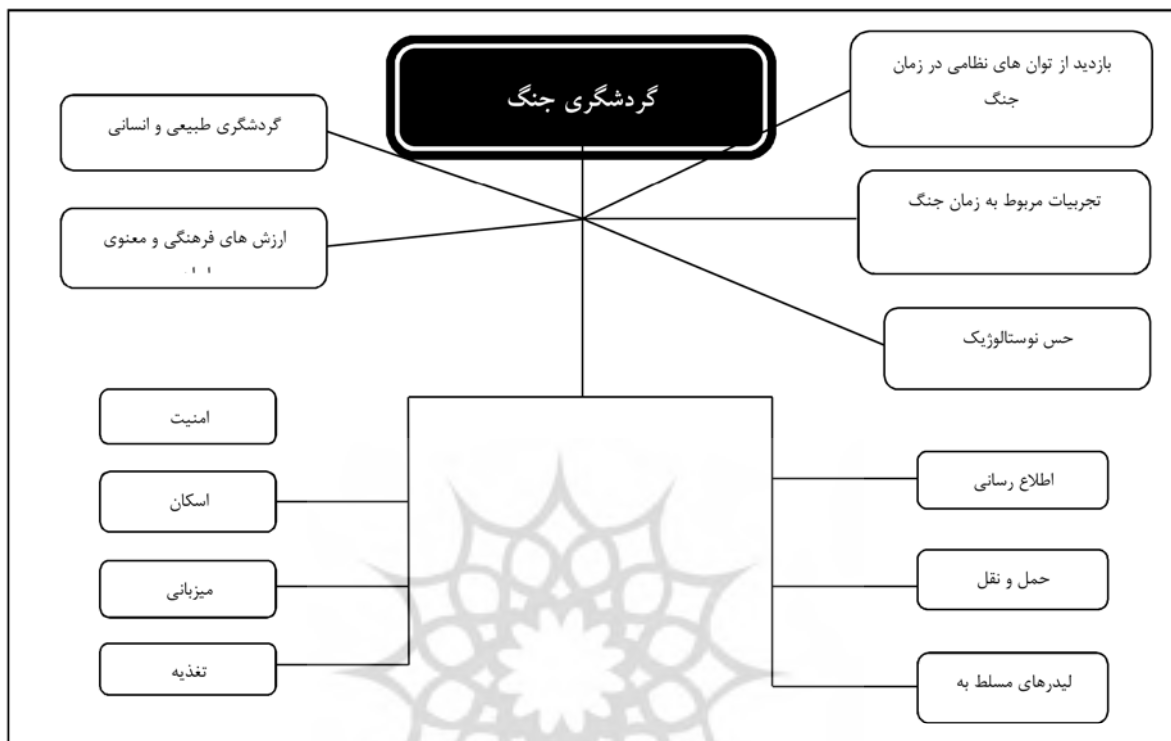 گردشگری جنگ
بازدید از توان های نظامی در زمان
جنگ
گردشگری طبیعی و انسانی
تجربیات مربوط به زمان جنگ
ارزش های فرهنگی و معنوی
حس نوستالوژیک
امنیت
اطلاع رسانی
اسکان
حمل و نقل
میزبانی
تغذیه
لیدرهای مسلط به